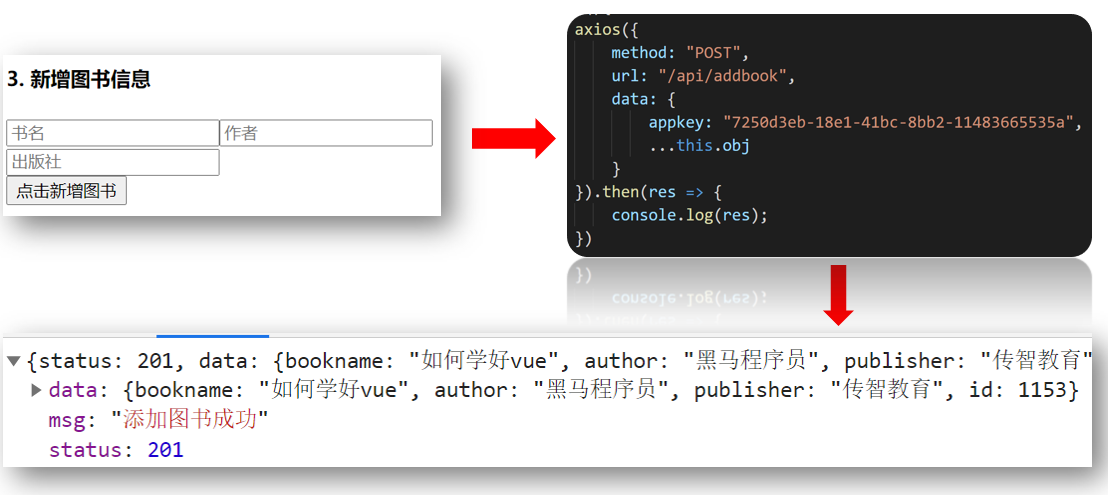 3. 新增图书信息
书名 作者
出版社
点击新增图书
axios({
method: "POST",
url: "/api/addbook",
data: {
appkey: "7250d3eb-18e1-41bc-8bb2-11483665535a",
...this.obj
}
}).then(res => {
console.log(res);
})
{status: 201, data: {bookname: "如何学好vue", author: "黑马程序员", publisher: "传智教育"
data: {bookname: "如何学好vue", author: "黑马程序员", publisher: "传智教育", id: 1153}
msg: "添加图书成功"
status: 201